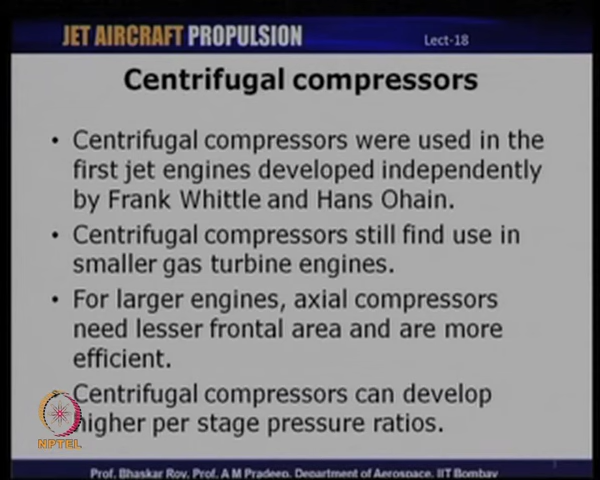 JET AIRCRAFT PROPULSION
Lect-18
Centrifugal compressors
• Centrifugal compressors were used in the
first jet engines developed independently
by Frank Whittle and Hans Ohain.
• Centrifugal compressors still find use in
smaller gas turbine engines.
• For larger engines, axial compressors
need lesser frontal area and are more
efficient.
Centrifugal compressors can develop
higher per stage pressure ratios.
NPTEL
Prof. Bhaskar Roy, Prof. A M Pradeep, Department of Aerospace, IIT Bombay